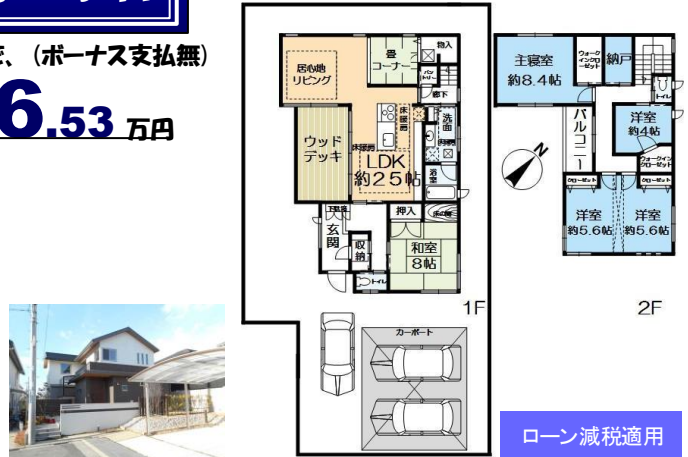 、(ボーナス支払無)
6.53 万円
居心地
リビング
畳
コーナー
物入
パン
トリー
廊下
ウッド
デッキ
床暖房
床暖房
LDK
約25帖
洗面
浴室
下駄箱
玄関
収納
押入
床の間
和室
8帖
トイレ
1F
カーポート
主寝室
約8.4帖
ウォーク
インクロ
ーゼット
納戸
トイレ
バルコニー
洋室
約4帖
ウォークイン
クローゼット
クローゼット
クローゼット
洋室
約5.6帖
洋室
約5.6帖
N
2F
ローン減税適用